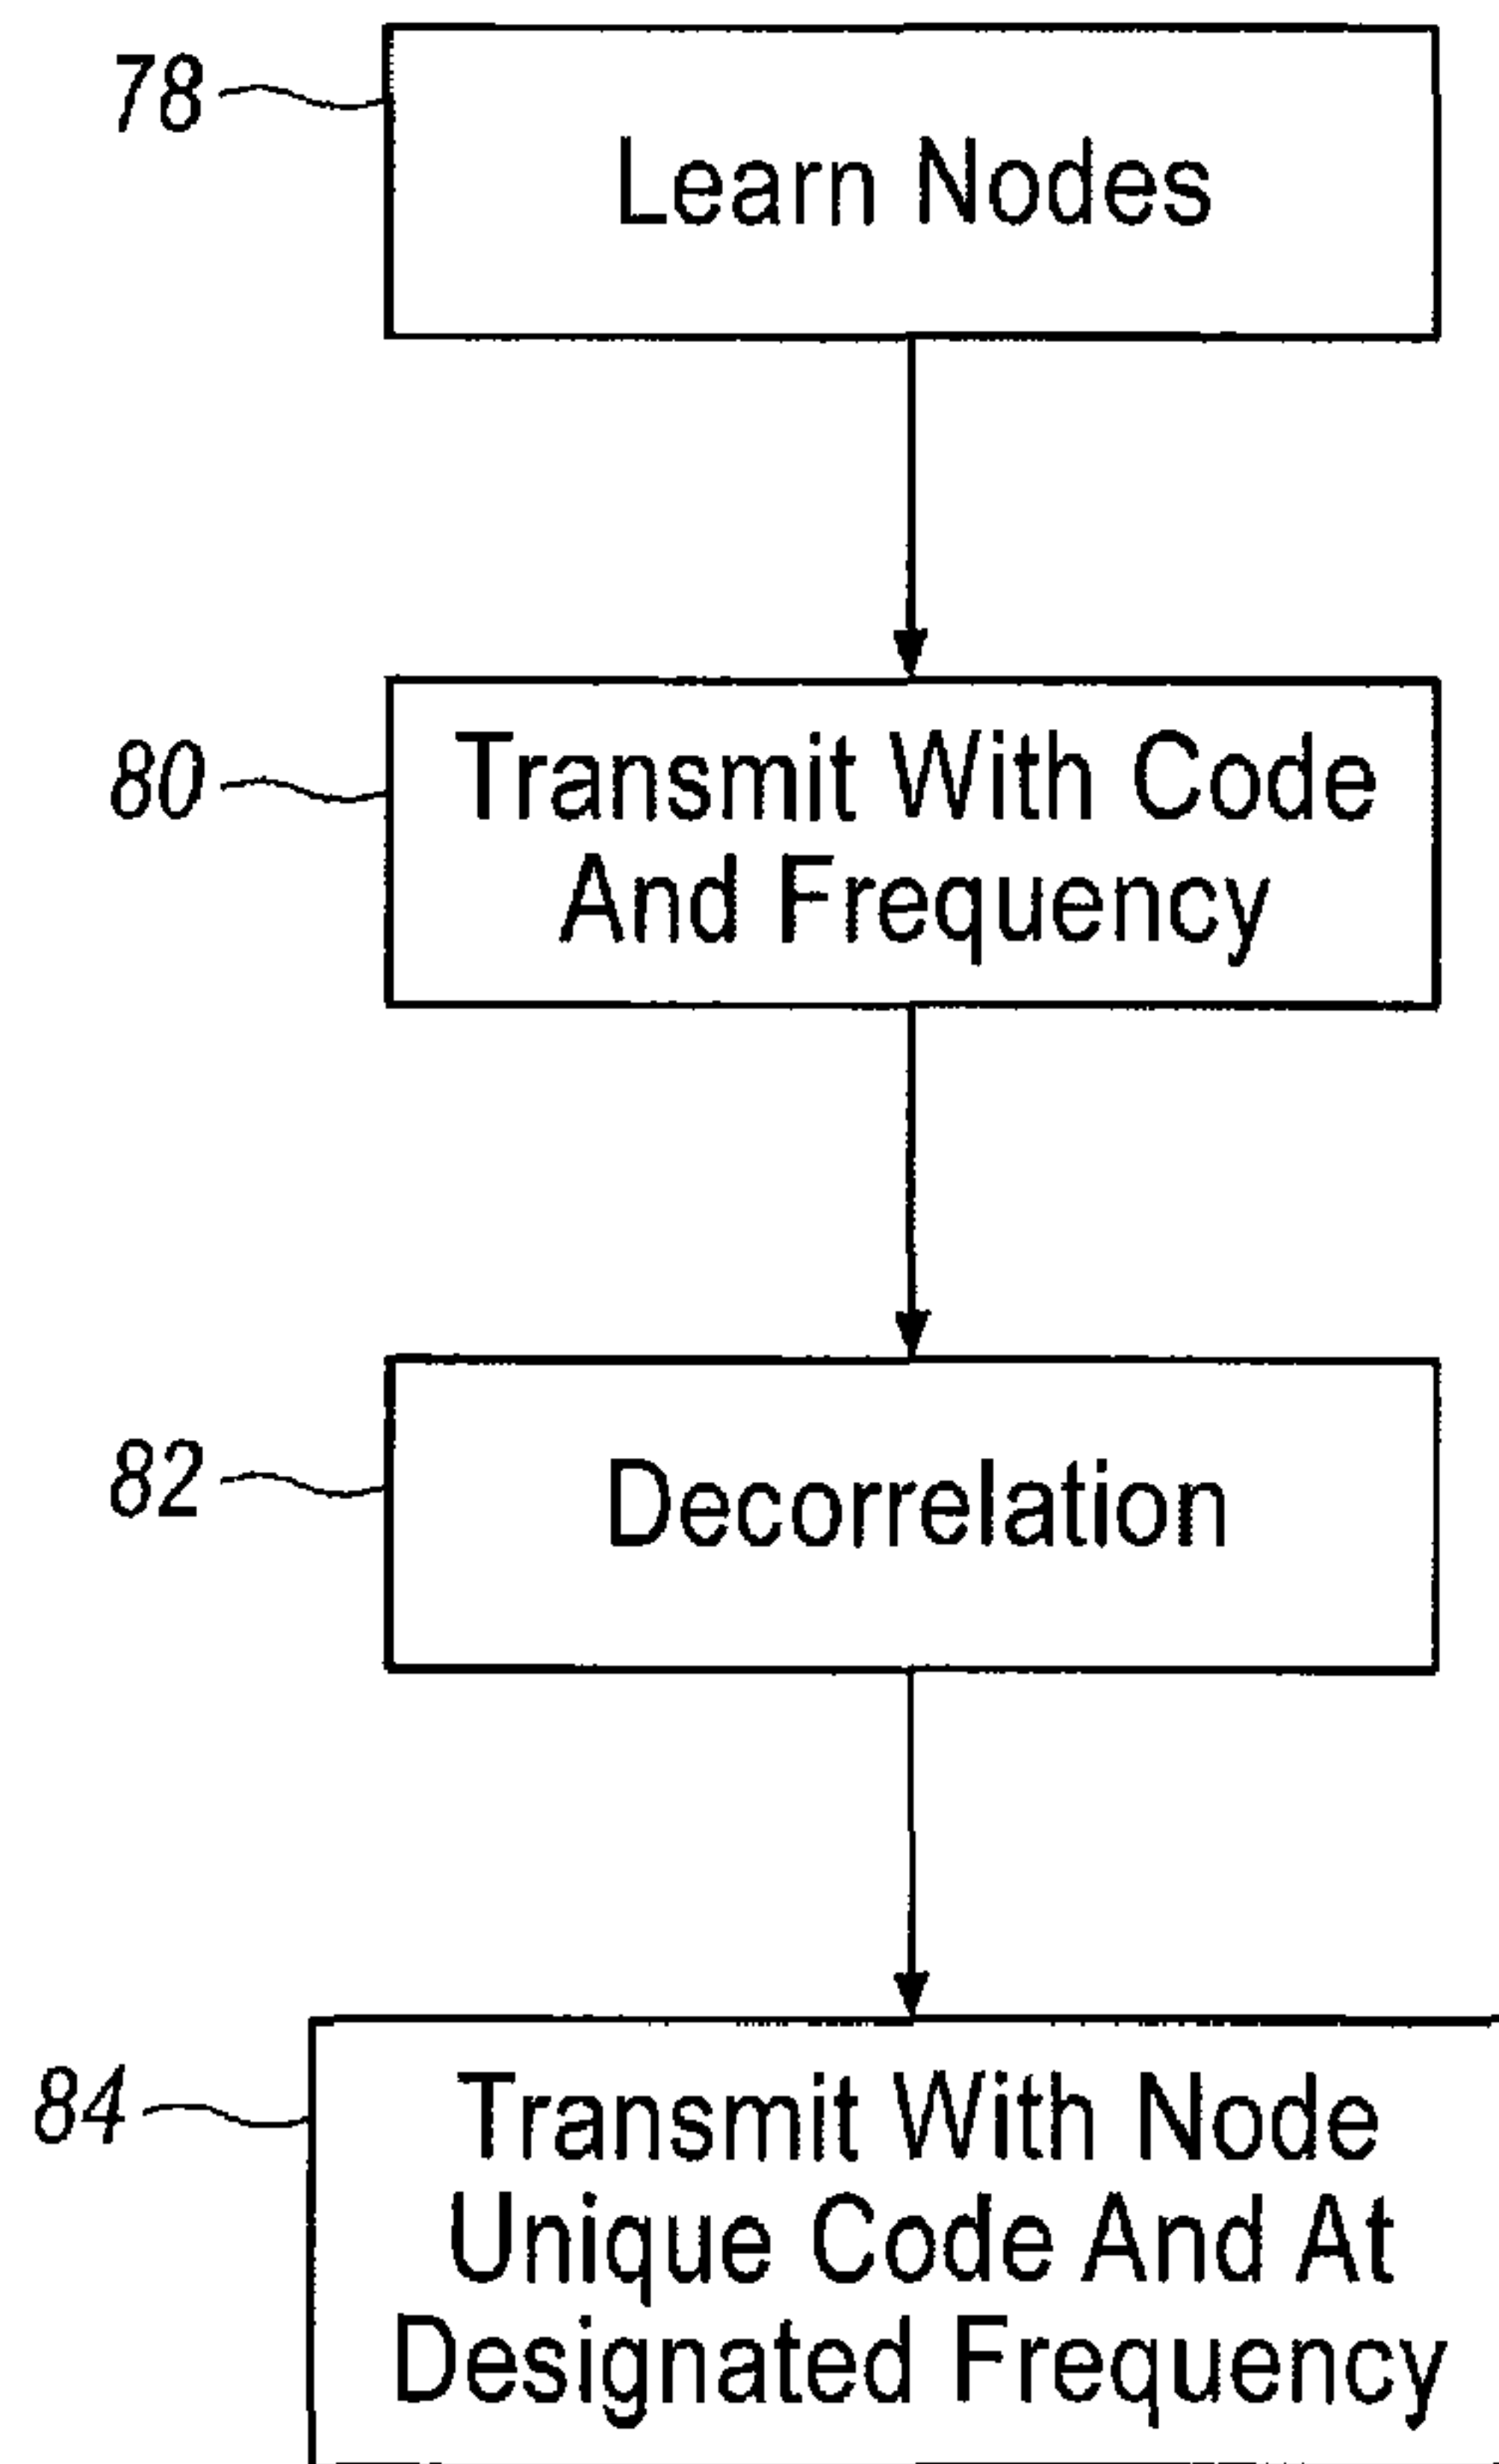 78
Learn Nodes
80
Transmit With Code
And Frequency
82
Decorrelation
84
Transmit With Node
Unique Code And At
Designated Frequency